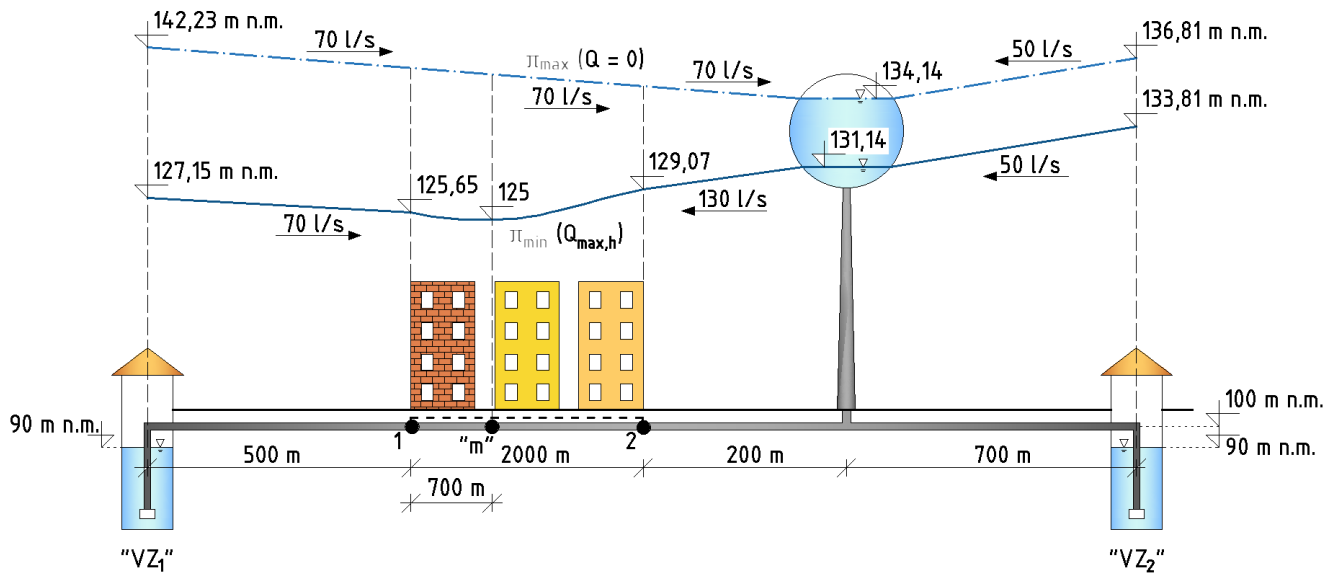 142,23 m n.m.
70 l/s
πmax (Q = 0)
70 l/s
70 l/s
134,14
50 l/s
136,81 m n.m.
133,81 m n.m.
127,15 m n.m.
125,65
125
129,07
131,14
50 l/s
70 l/s
130 l/s
πmin (Qmax,h)
90 m n.m.
1
"m"
2
100 m n.m.
90 m n.m.
500 m
2000 m
200 m
700 m
700 m
"VZ1"
"VZ2"